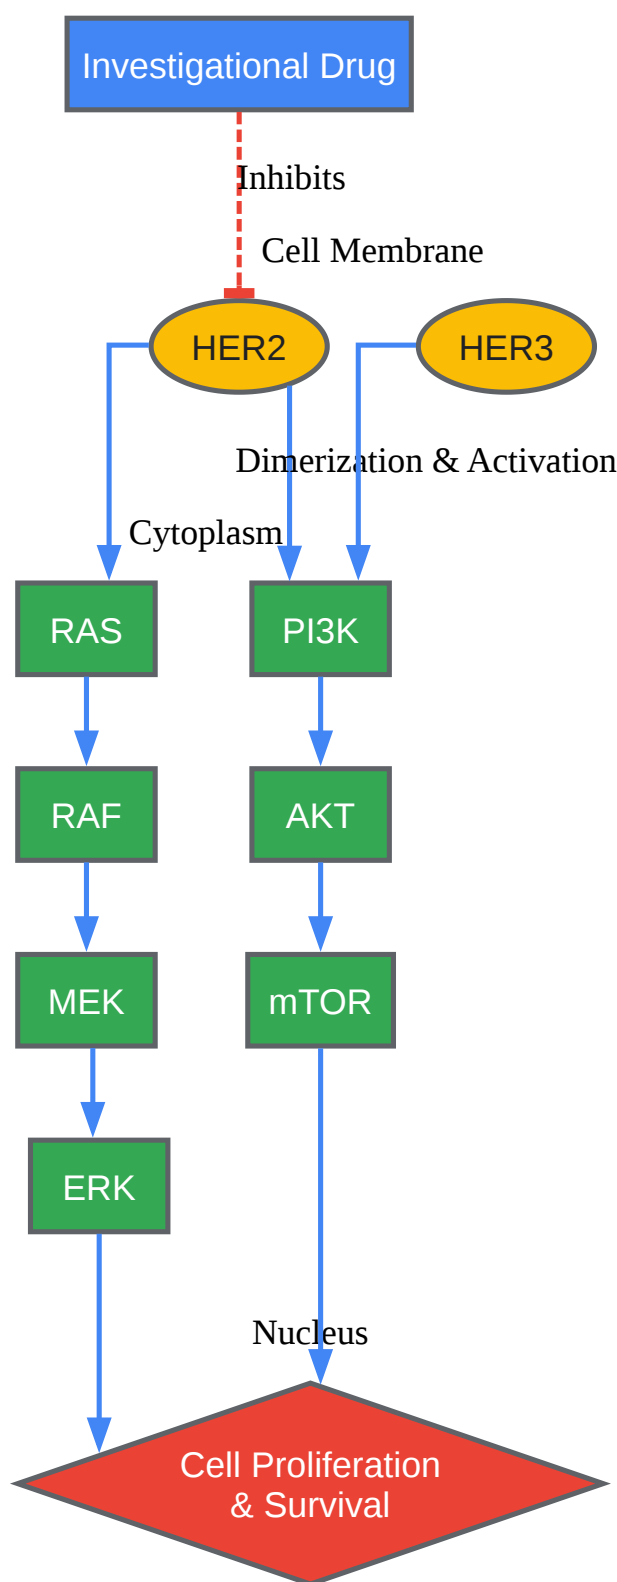 Investigational Drug
Inhibits
Cell Membrane
HER2
HER3
Dimerization & Activation
Cytoplasm
RAS
PI3K
RAF
AKT
MEK
mTOR
ERK
Nucleus
Cell Proliferation
& Survival